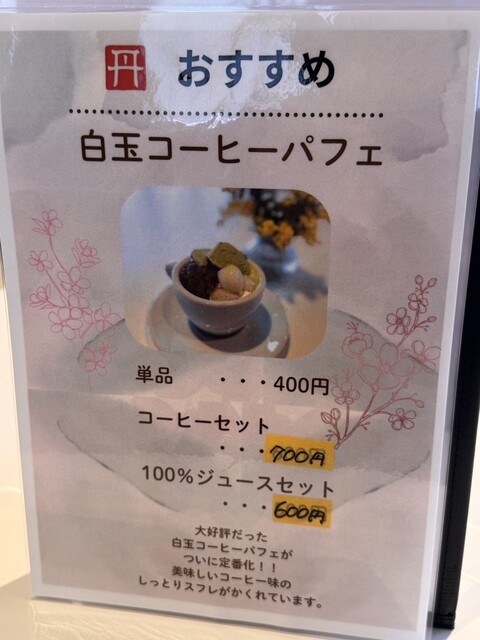 丹 おすすめ
白玉コーヒーパフェ
単品 ・・・400円
コーヒーセット
・・・700円
100%ジュースセット
・・・600円
大好評だった
白玉コーヒーパフェが
ついに定番化！！
美味しいコーヒー味の
しっとりスフレがかくれています。